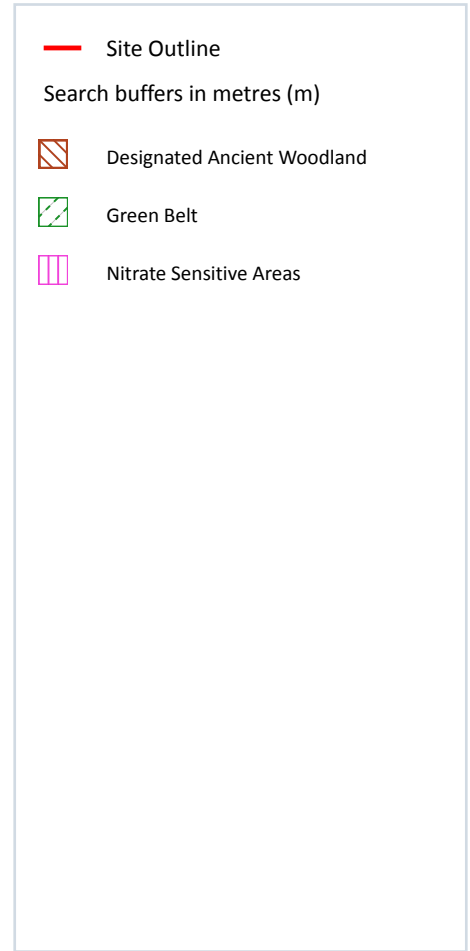 Site Outline
Search buffers in metres (m)
Designated Ancient Woodland
Green Belt
Nitrate Sensitive Areas